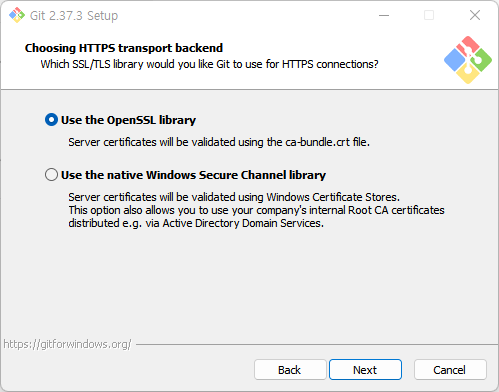 Git 2.37.3 Setup
Choosing HTTPS transport backend
Which SSL/TLS library would you like Git to use for HTTPS connections?
Use the OpenSSL library
Server certificates will be validated using the ca-bundle.crt file.
Use the native Windows Secure Channel library
Server certificates will be validated using Windows Certificate Stores.
This option also allows you to use your company's internal Root CA certificates
distributed e.g. via Active Directory Domain Services.
https://gitforwindows.org/
Back
Next
Cancel